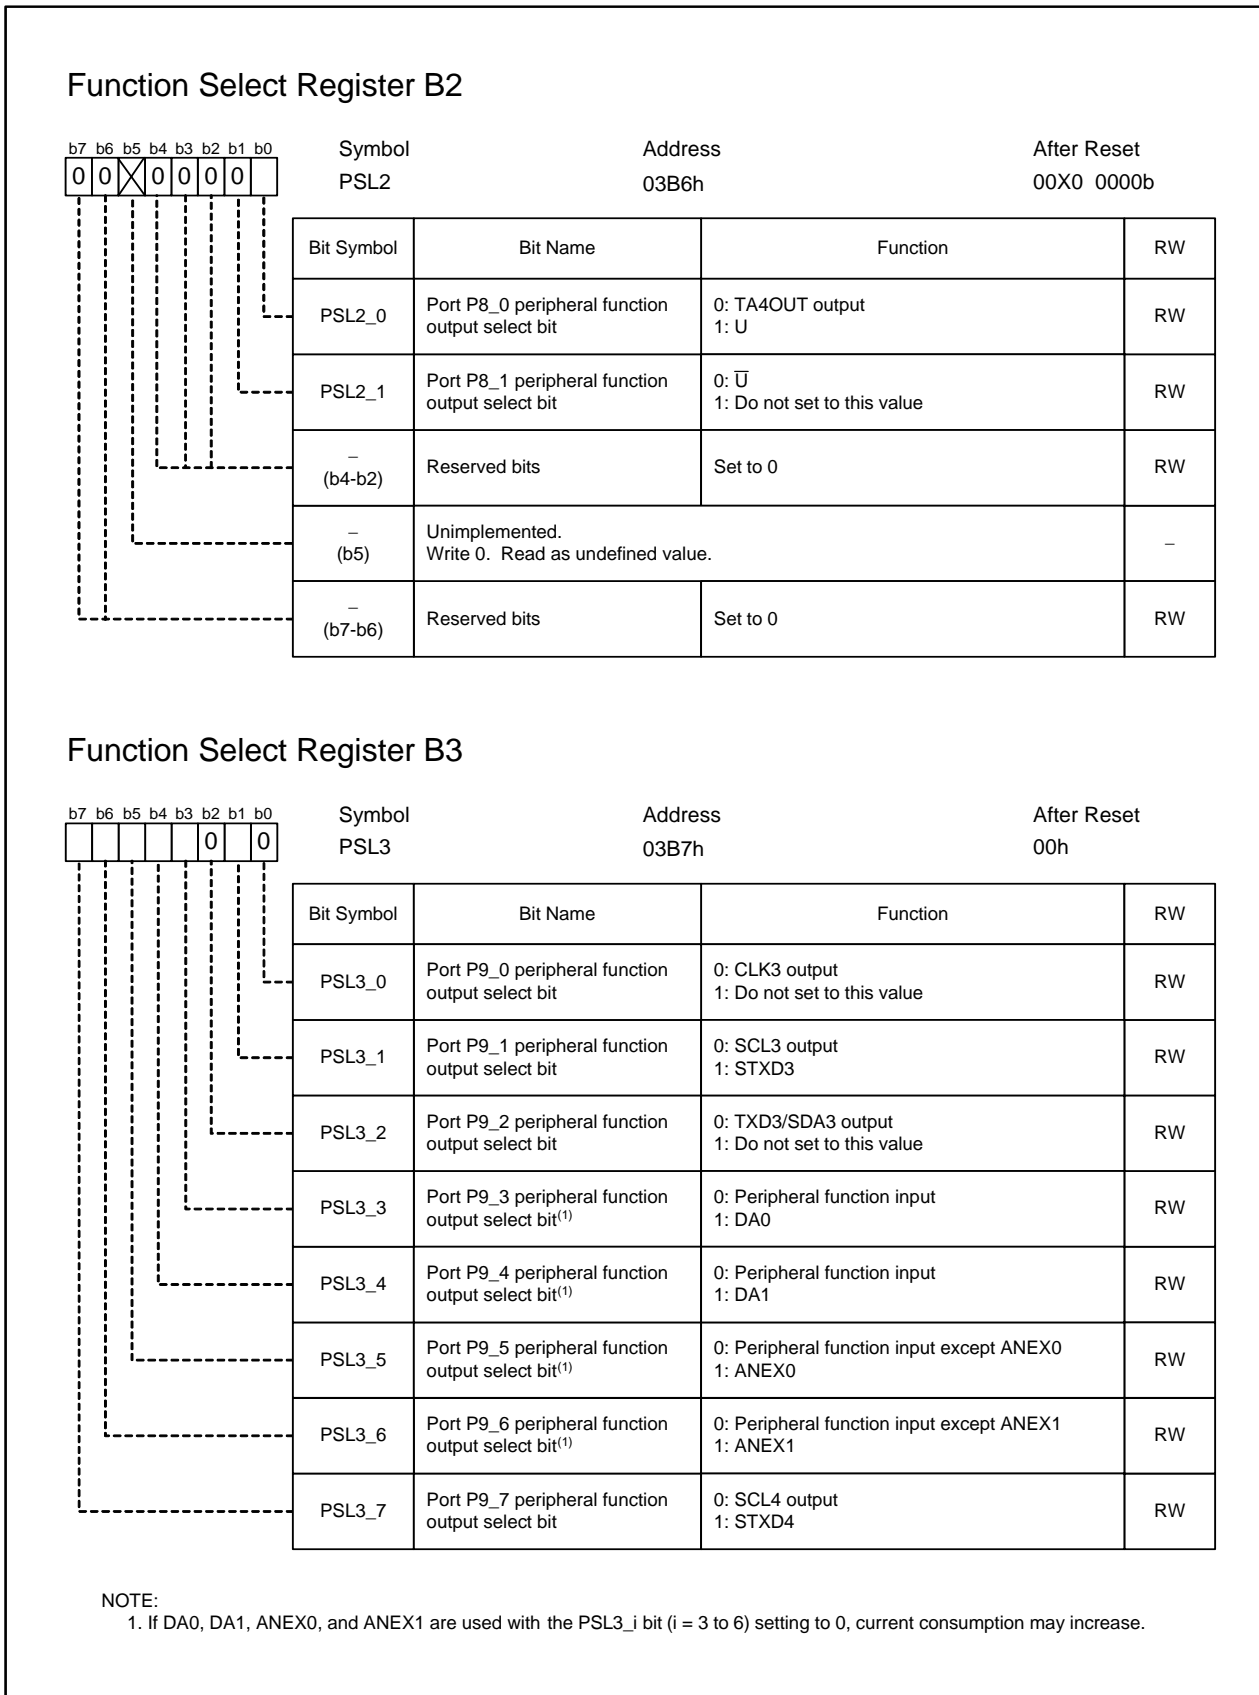 Function Select Register B2
b7 b6 b5 b4 b3 b2 b1 b0
0 0 0 0 0 0
Symbol Address After Reset
PSL2 03B6h 00X0 0000b
Bit Symbol Bit Name Function RW
PSL2_0 Port P8_0 peripheral function output select bit 0: TA4OUT output RW
1: U
PSL2_1 Port P8_1 peripheral function output select bit 0: U̅ RW
1: Do not set to this value
–
(b4-b2) Reserved bits Set to 0 RW
–
(b5) Unimplemented. –
Write 0. Read as undefined value.
–
(b7-b6) Reserved bits Set to 0 RW
Function Select Register B3
b7 b6 b5 b4 b3 b2 b1 b0
0 0
Symbol Address After Reset
PSL3 03B7h 00h
Bit Symbol Bit Name Function RW
PSL3_0 Port P9_0 peripheral function output select bit 0: CLK3 output RW
1: Do not set to this value
PSL3_1 Port P9_1 peripheral function output select bit 0: SCL3 output RW
1: STXD3
PSL3_2 Port P9_2 peripheral function output select bit 0: TXD3/SDA3 output RW
1: Do not set to this value
PSL3_3 Port P9_3 peripheral function output select bit(1) 0: Peripheral function input RW
1: DA0
PSL3_4 Port P9_4 peripheral function output select bit(1) 0: Peripheral function input RW
1: DA1
PSL3_5 Port P9_5 peripheral function output select bit(1) 0: Peripheral function input except ANEX0 RW
1: ANEX0
PSL3_6 Port P9_6 peripheral function output select bit(1) 0: Peripheral function input except ANEX1 RW
1: ANEX1
PSL3_7 Port P9_7 peripheral function output select bit 0: SCL4 output RW
1: STXD4
NOTE:
1. If DA0, DA1, ANEX0, and ANEX1 are used with the PSL3_i bit (i = 3 to 6) setting to 0, current consumption may increase.